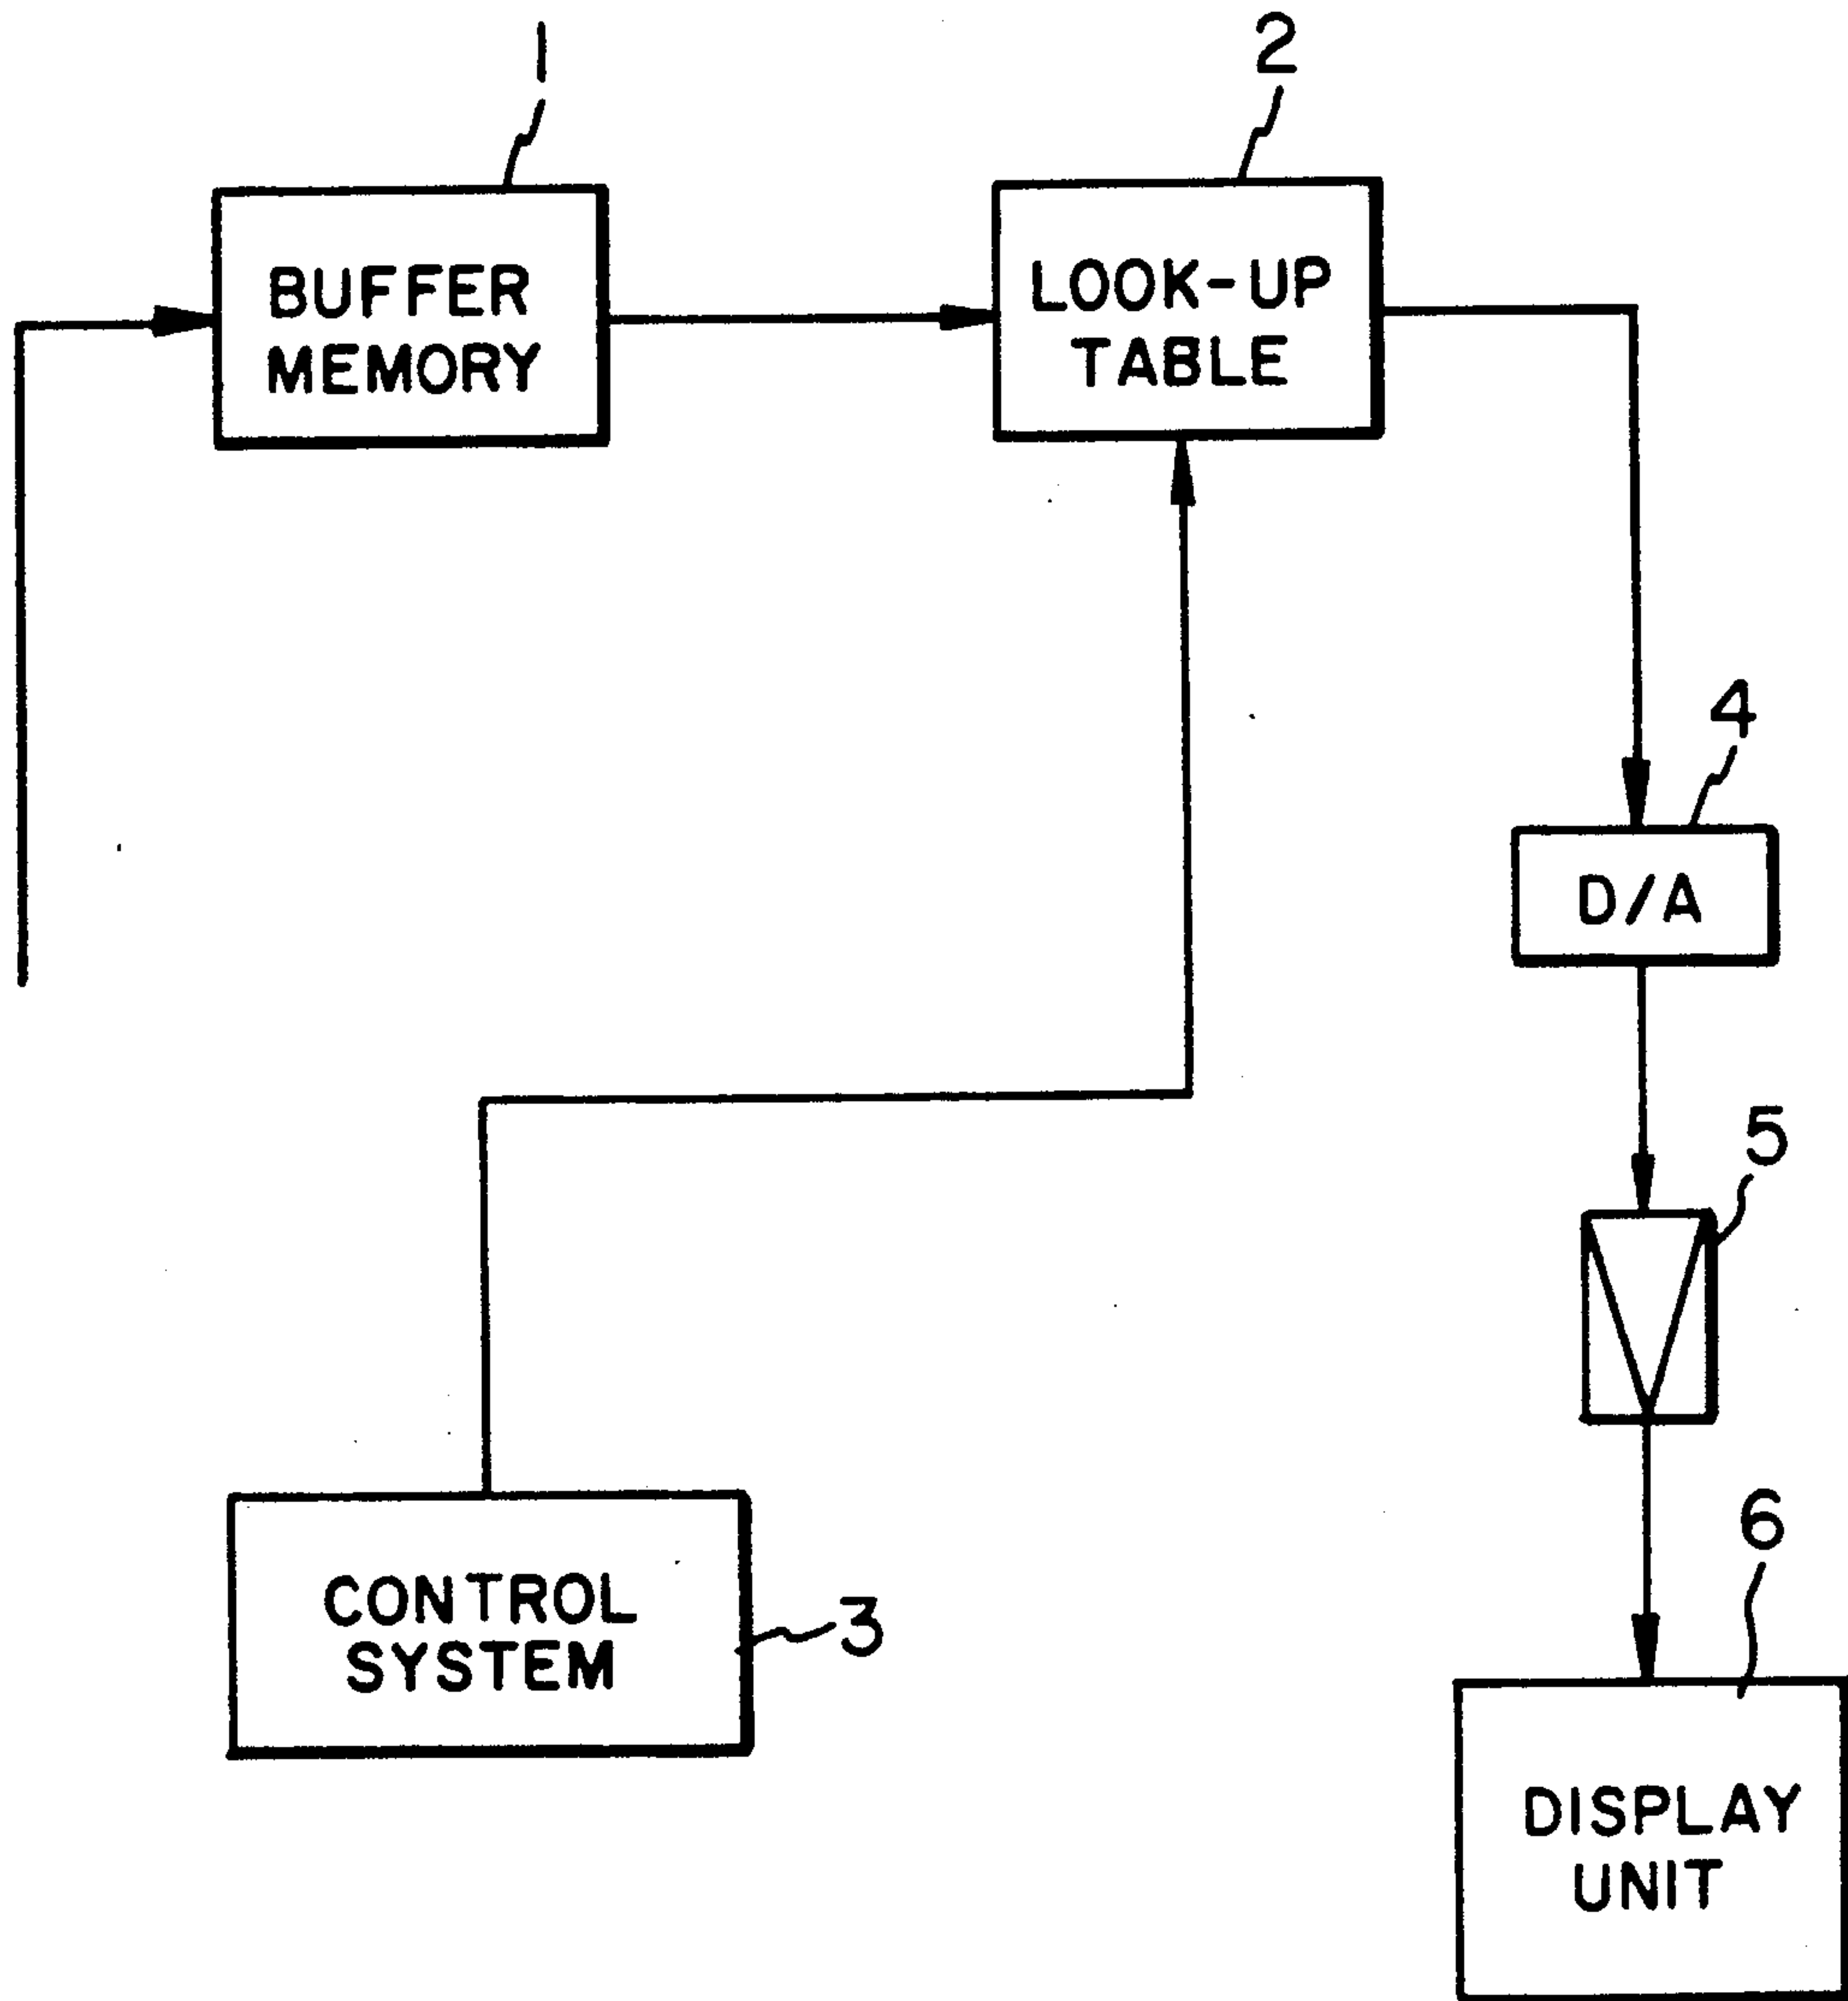 1
2
BUFFER
MEMORY
LOOK-UP
TABLE
4
D/A
5
6
CONTROL
SYSTEM
3
DISPLAY
UNIT